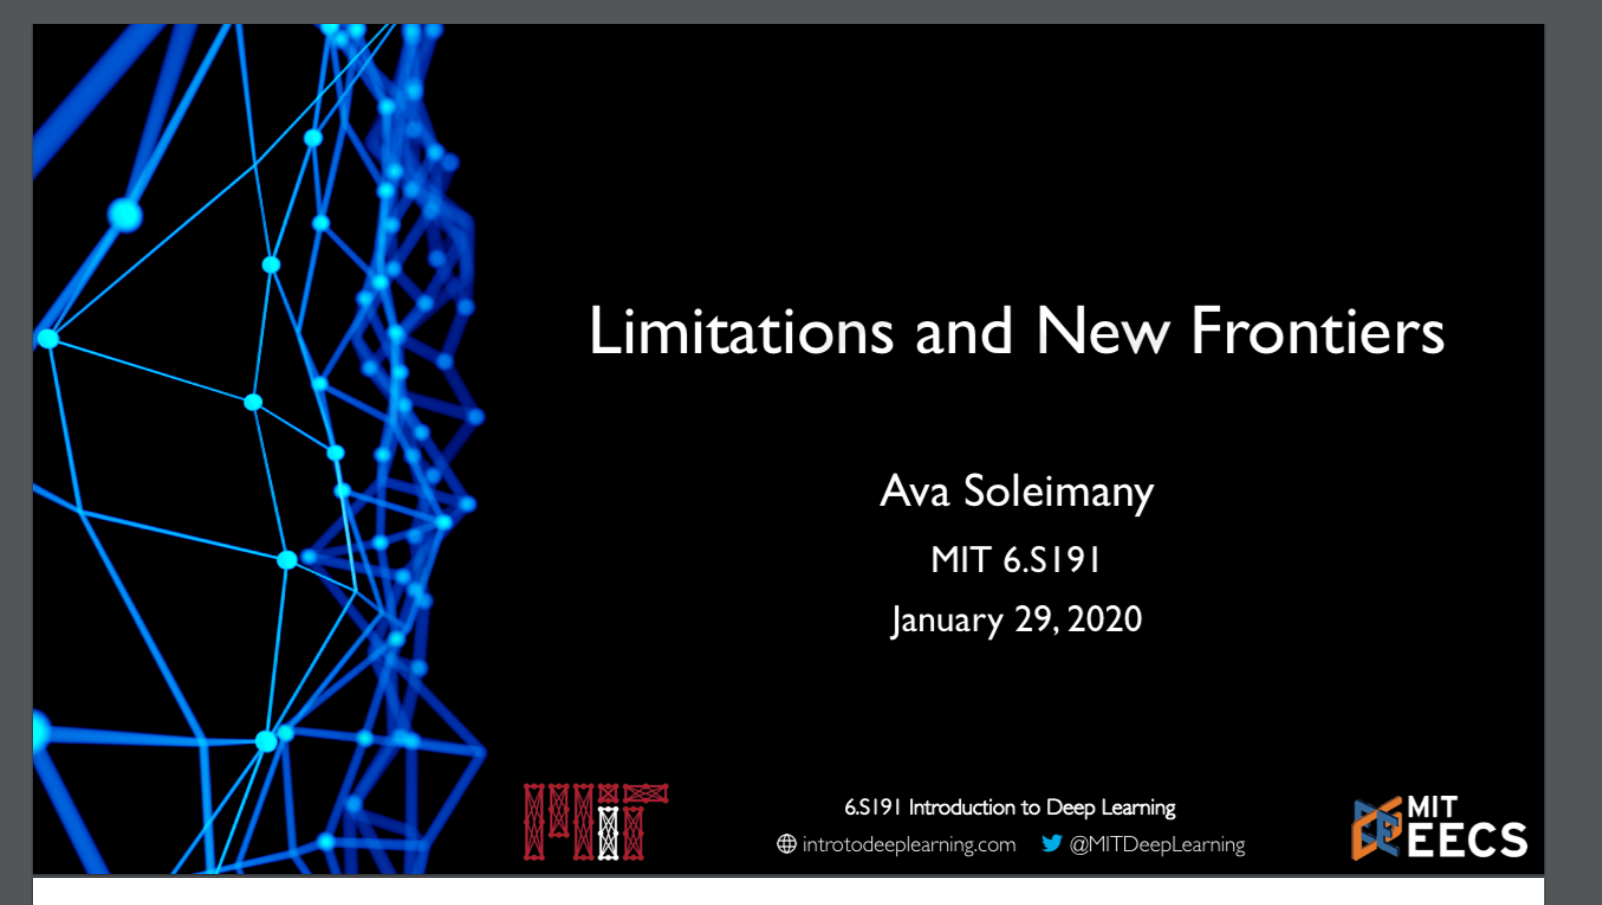 Limitations and New Frontiers
Ava Soleimany
MIT 6.S191
January 29, 2020
MIT
6.S191 Introduction to Deep Learning
introtodeeplearning.com @MITDeepLearning
MIT
EECS